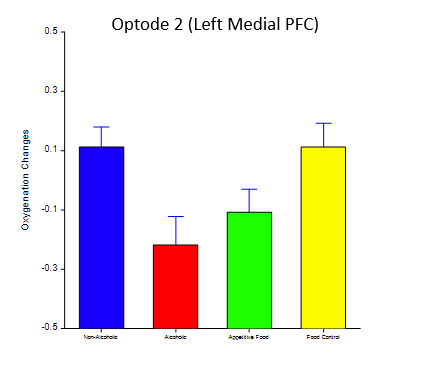 Optode 2 (Left Medial PFC)
0.5
0.3
0.1
-0.1
-0.3
-0.5
Oxygenation Changes
Non-Alcoholic
Alcoholic
Appetitive Food
Food Control